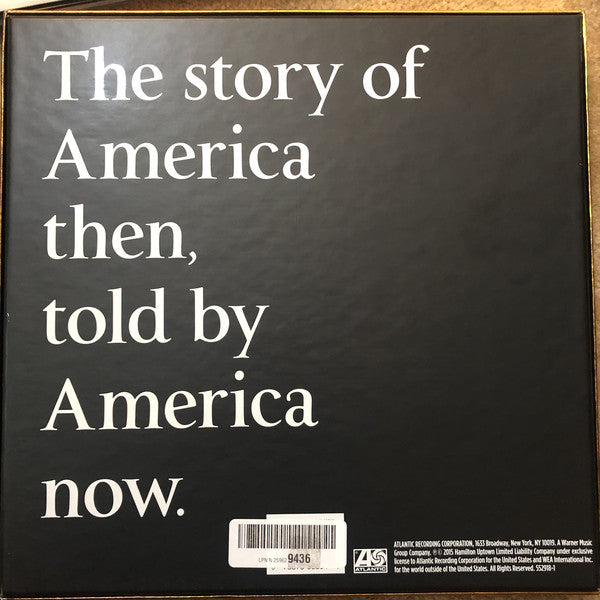 The story of
America
then,
told by
America
now.
LPN N 25962 9436
ATLANTIC
ATLANTIC RECORDING CORPORATION, 1633 Broadway, New York, NY 10019. A Warner Music
Group Company. ℗ © 2015 Hamilton Uptown Limited Liability Company under exclusive
license to Atlantic Recording Corporation for the United States and WEA International Inc.
for the world outside of the United States. All Rights Reserved. 552918-1